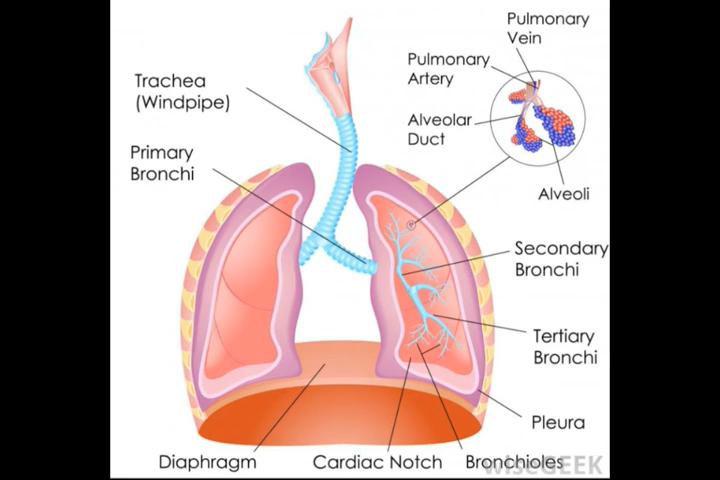 Pulmonary
Vein
Pulmonary
Artery
Trachea
(Windpipe)
Alveolar
Duct
Primary
Bronchi
Alveoli
Secondary
Bronchi
Tertiary
Bronchi
Pleura
Diaphragm
Cardiac Notch
Bronchioles
wiseGEEK